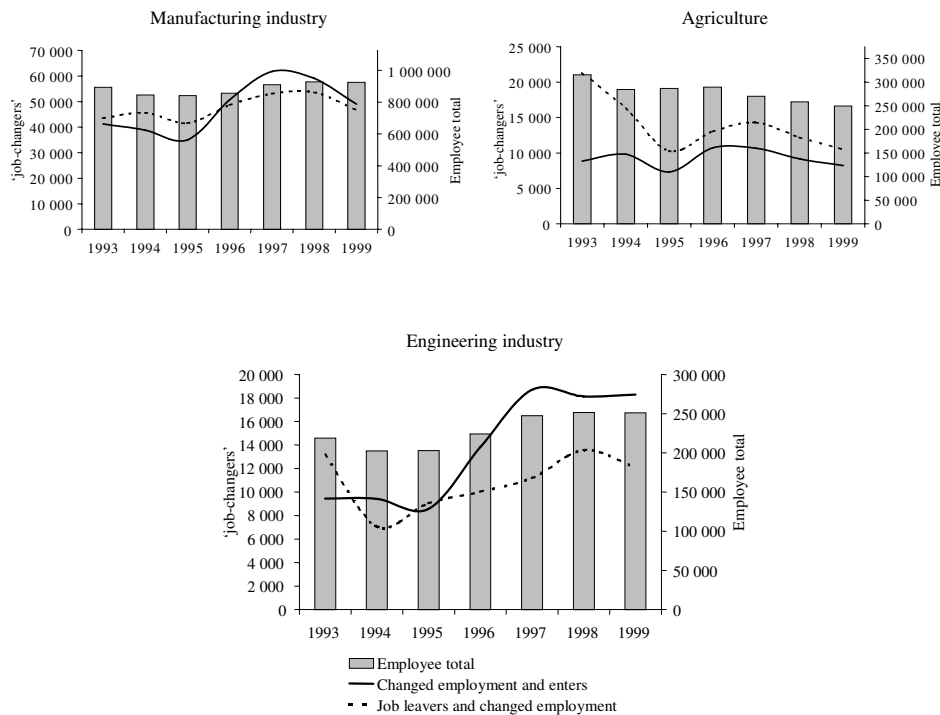 Manufacturing industry
70 000
60 000
50 000
40 000
30 000
20 000
10 000
0
'job-changers'
1 000 000
800 000
600 000
400 000
200 000
0
Employee total
1993 1994 1995 1996 1997 1998 1999
Agriculture
25 000
20 000
15 000
10 000
5 000
0
'job-changers'
350 000
300 000
250 000
200 000
150 000
100 000
50 000
0
Employee total
1993 1994 1995 1996 1997 1998 1999
Engineering industry
20 000
18 000
16 000
14 000
12 000
10 000
8 000
6 000
4 000
2 000
0
'job-changers'
300 000
250 000
200 000
150 000
100 000
50 000
0
Employee total
1993 1994 1995 1996 1997 1998 1999
Employee total
Changed employment and enters
Job leavers and changed employment